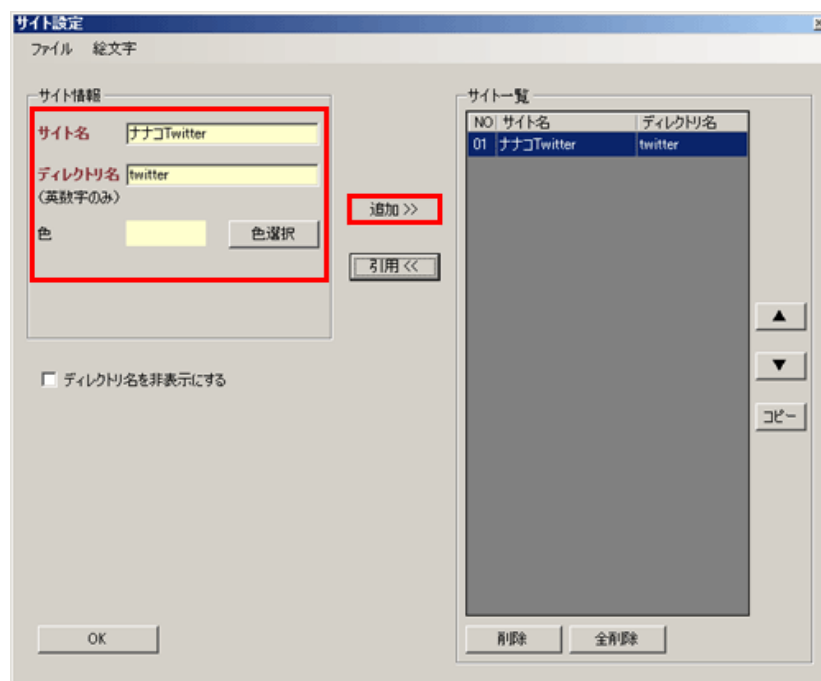 サイト設定
ファイル 絵文字
サイト情報
サイト名 ナナコTwitter
ディレクトリ名 twitter
(英数字のみ)
色 色選択
ディレクトリ名を非表示にする
OK
追加 >>
引用 <<
サイト一覧
NO サイト名 ディレクトリ名
01 ナナコTwitter twitter
▲
▼
コピー
削除 全削除